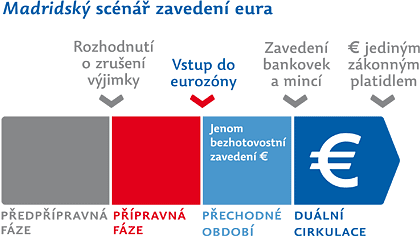 Madridský scénář zavedení eura
Rozhodnutí
o zrušení
výjimky
Vstup do
eurozóny
Zavedení
bankovek
a mincí
€ jediným
zákonným
platidlem
Jenom
bezhotovostní
zavedení €
€
PŘEDPŘÍPRAVNÁ
FÁZE
PŘÍPRAVNÁ
FÁZE
PŘECHODNÉ
OBDOBÍ
DUÁLNÍ
CIRKULACE